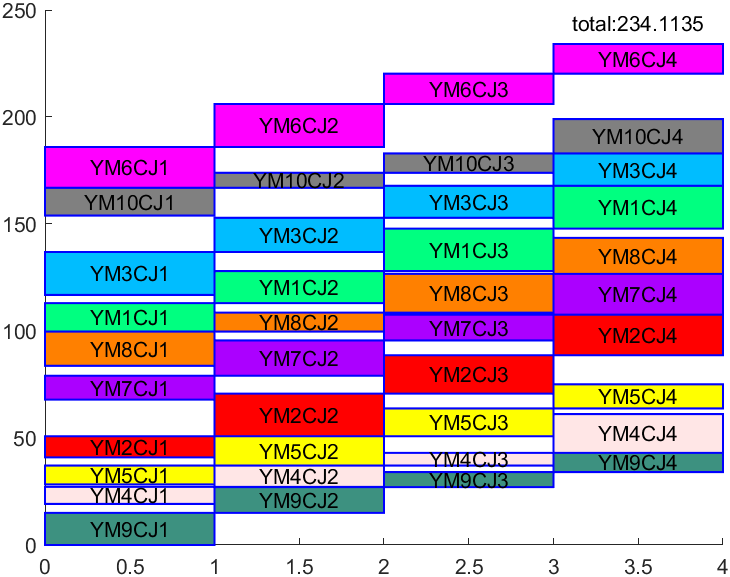 250
total:234.1135
YM6CJ4
YM6CJ3
200
YM6CJ2
YM10CJ4
YM6CJ1
YM10CJ3
YM3CJ4
YM10CJ2
YM10CJ1
YM3CJ3
YM1CJ4
150
YM3CJ2
YM1CJ3
YM8CJ4
YM3CJ1
YM1CJ2
YM8CJ3
YM7CJ4
YM1CJ1
YM8CJ2
YM7CJ3
YM2CJ4
100
YM8CJ1
YM7CJ2
YM2CJ3
YM7CJ1
YM5CJ4
YM2CJ2
YM5CJ3
YM4CJ4
50
YM2CJ1
YM5CJ2
YM4CJ3
YM9CJ4
YM5CJ1
YM4CJ2
YM9CJ3
YM4CJ1
YM9CJ2
YM9CJ1
0
0 0.5 1 1.5 2 2.5 3 3.5 4